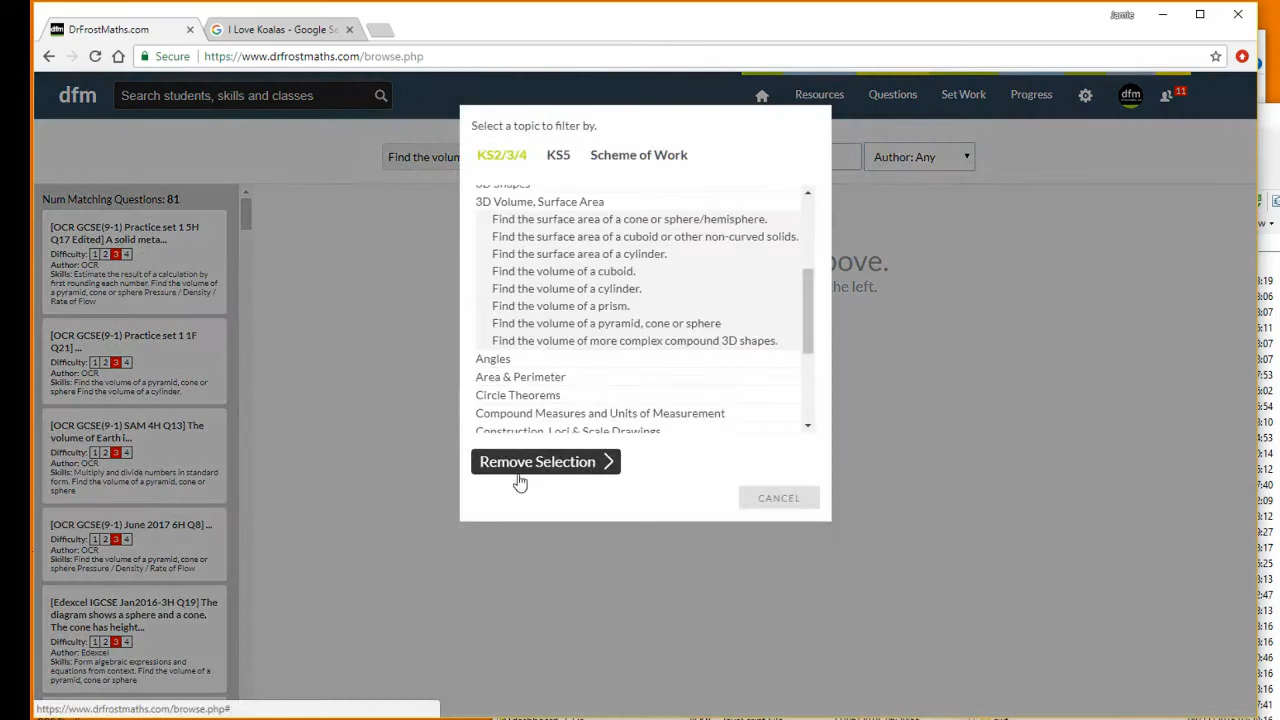 Jamie
DrFrostMaths.com
I Love Koalas - Google Se
Secure
https://www.drfrostmaths.com/browse.php
dfm
Search students, skills and classes
Resources
Questions
Set Work
Progress
dfm
11
Select a topic to filter by.
KS2/3/4 KS5 Scheme of Work
Find the volum
Author: Any
3D Shapes
3D Volume, Surface Area
Find the surface area of a cone or sphere/hemisphere.
Find the surface area of a cuboid or other non-curved solids.
Find the surface area of a cylinder.
Find the volume of a cuboid.
Find the volume of a cylinder.
Find the volume of a prism.
Find the volume of a pyramid, cone or sphere
Find the volume of more complex compound 3D shapes.
Angles
Area & Perimeter
Circle Theorems
Compound Measures and Units of Measurement
Construction, Loci & Scale Drawings
Remove Selection
CANCEL
ove.
the left.
Num Matching Questions: 81
[OCR GCSE(9-1) Practice set 1 5H
Q17 Edited] A solid meta...
Difficulty: 1 2 3 4
Author: OCR
Skills: Estimate the result of a calculation by
first rounding each number. Find the volume of
a pyramid, cone or sphere Pressure / Density /
Rate of Flow
[OCR GCSE(9-1) Practice set 1 1F
Q21] ...
Difficulty: 1 2 3 4
Author: OCR
Skills: Find the volume of a pyramid, cone or
sphere Find the volume of a cylinder.
[OCR GCSE(9-1) SAM 4H Q13] The
volume of Earth i...
Difficulty: 1 2 3 4
Author: OCR
Skills: Multiply and divide numbers in standard
form. Find the volume of a pyramid, cone or
sphere
[OCR GCSE(9-1) June 2017 6H Q8] ...
Difficulty: 1 2 3 4
Author: OCR
Skills: Find the volume of a pyramid, cone or
sphere Pressure / Density / Rate of Flow
[Edexcel IGCSE Jan2016-3H Q19] The
diagram shows a sphere and a cone.
The cone has height...
Difficulty: 1 2 3 4
Author: Edexcel
Skills: Form algebraic expressions and
equations from context. Find the volume of a
pyramid, cone or sphere
https://www.drfrostmaths.com/browse.php#